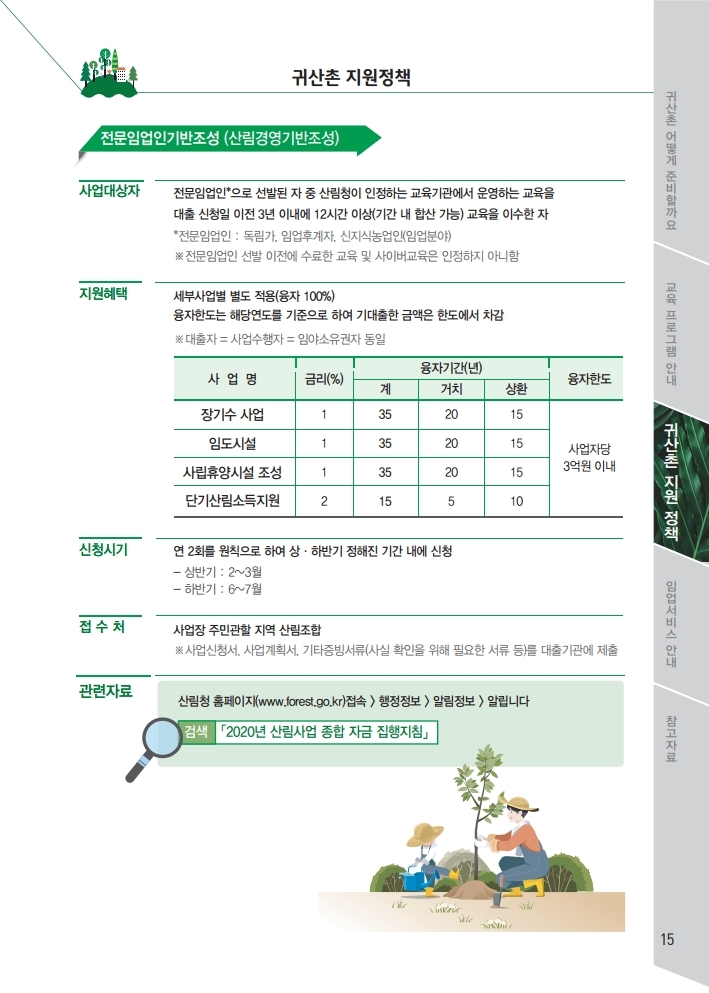 귀산촌 지원정책
전문임업인기반조성 (산림경영기반조성)
사업대상자
전문임업인*으로 선발된 자 중 산림청이 인정하는 교육기관에서 운영하는 교육을
대출 신청일 이전 3년 이내에 12시간 이상(기간 내 합산 가능) 교육을 이수한 자
*전문임업인 : 독림가, 임업후계자, 신지식농업인(임업분야)
※전문임업인 선발 이전에 수료한 교육 및 사이버교육은 인정하지 아니함
지원혜택
세부사업별 별도 적용(융자 100%)
융자한도는 해당연도를 기준으로 하여 기대출한 금액은 한도에서 차감
※대출자 = 사업수행자 = 임야소유권자 동일
사 업 명 금리(%) 융자기간(년) 융자한도
계 거치 상환
장기수 사업 1 35 20 15
임도시설 1 35 20 15
사립휴양시설 조성 1 35 20 15
단기산림소득지원 2 15 5 10
사업자당
3억원 이내
신청시기
연 2회를 원칙으로 하여 상 · 하반기 정해진 기간 내에 신청
– 상반기 : 2~3월
– 하반기 : 6~7월
접 수 처
사업장 주민관할 지역 산림조합
※사업신청서, 사업계획서, 기타증빙서류(사실 확인을 위해 필요한 서류 등)를 대출기관에 제출
관련자료
산림청 홈페이지(www.forest.go.kr)접속 > 행정정보 > 알림정보 > 알립니다
검색 「2020년 산림사업 종합 자금 집행지침」
귀산촌 어떻게 준비할까요
교육 프로그램 안내
귀산촌 지원 정책
임업서비스 안내
참고자료
15